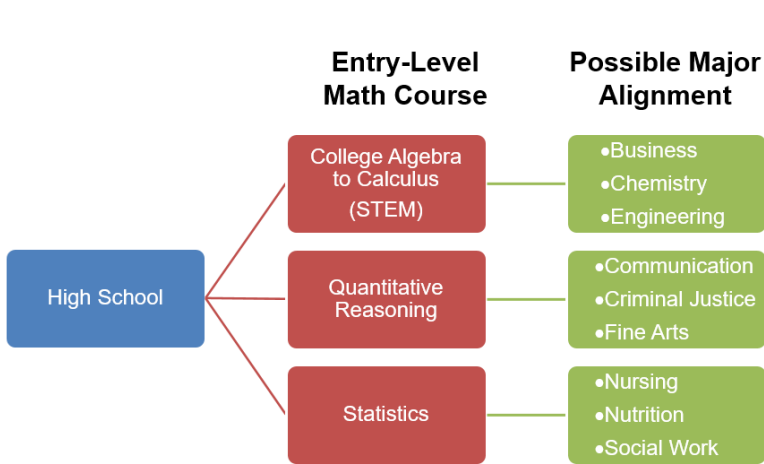 Entry-Level
Math Course
Possible Major
Alignment
College Algebra
to Calculus
(STEM)
•Business
•Chemistry
•Engineering
High School
Quantitative
Reasoning
•Communication
•Criminal Justice
•Fine Arts
Statistics
•Nursing
•Nutrition
•Social Work